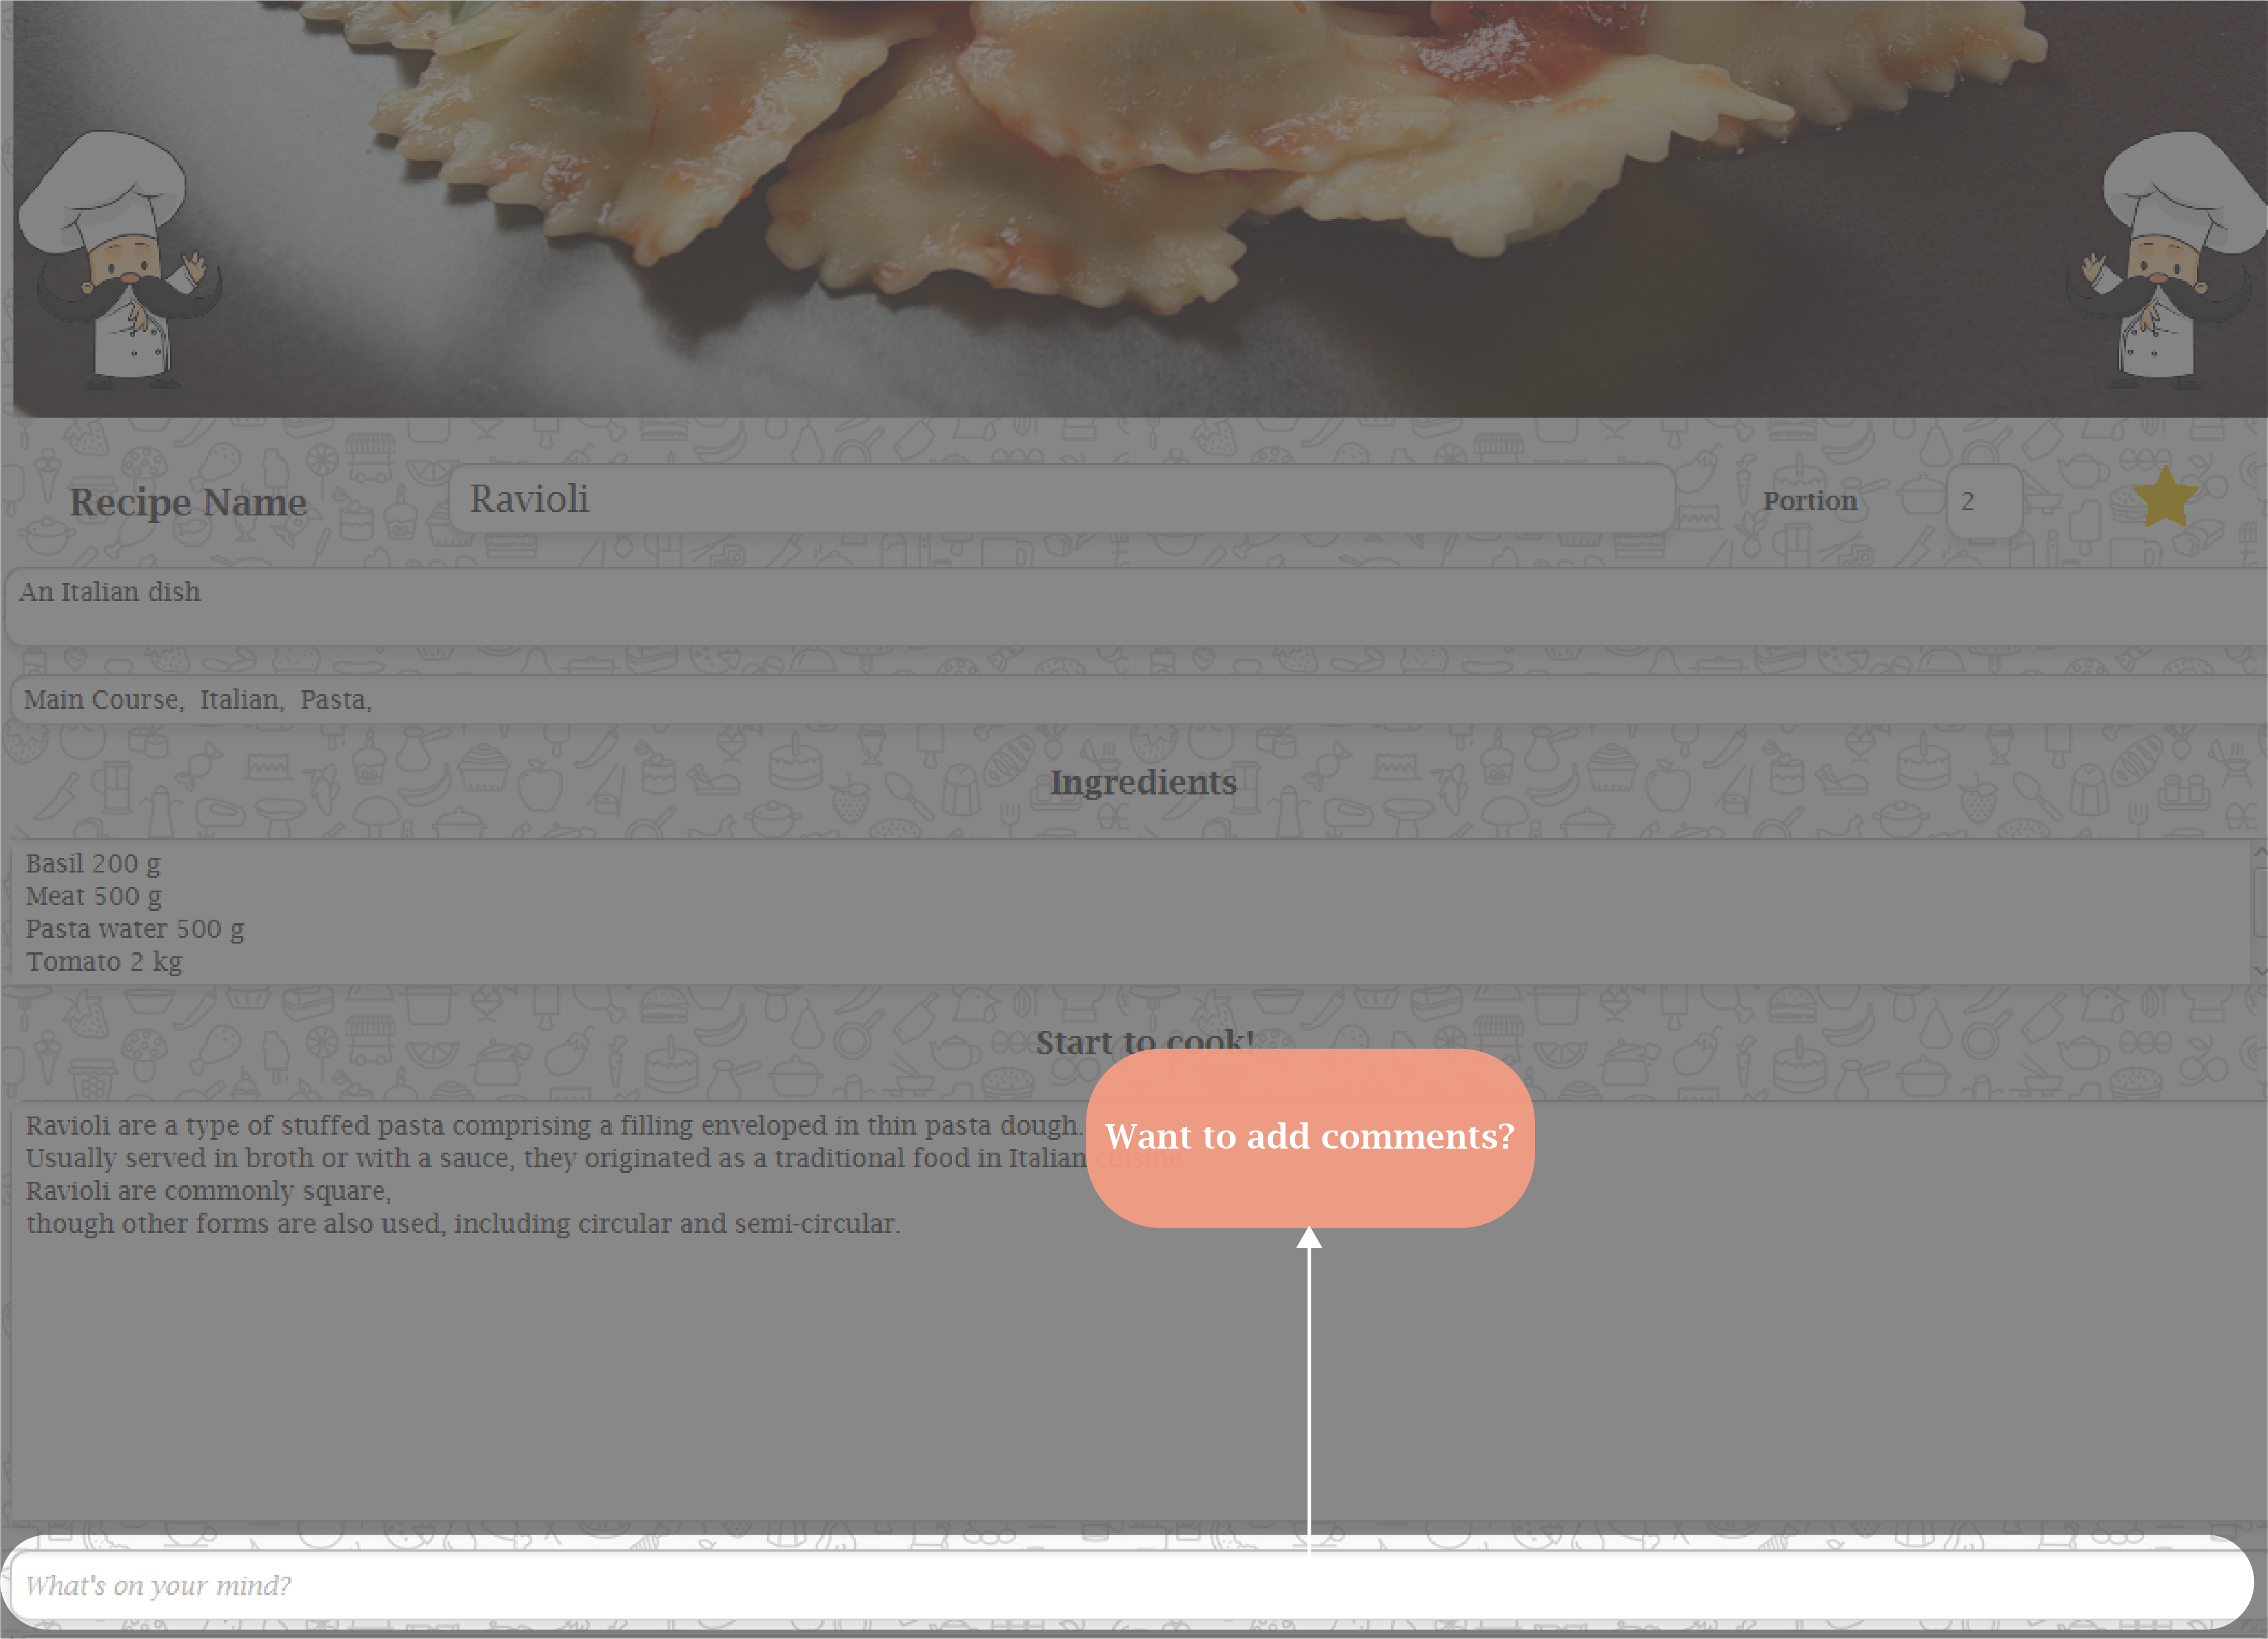 Recipe Name
Ravioli
Portion
2
An Italian dish
Main Course, Italian, Pasta,
Ingredients
Basil 200 g
Meat 500 g
Pasta water 500 g
Tomato 2 kg
Start to cook!
Ravioli are a type of stuffed pasta comprising a filling enveloped in thin pasta dough.
Usually served in broth or with a sauce, they originated as a traditional food in Italian cuisine.
Ravioli are commonly square,
though other forms are also used, including circular and semi-circular.
Want to add comments?
What's on your mind?